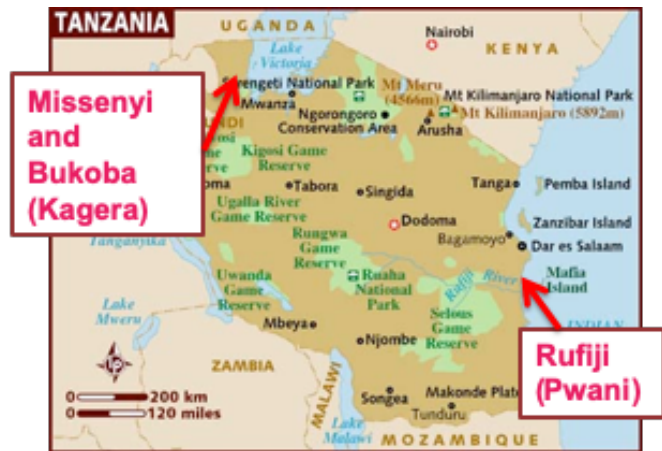 TANZANIA
UGANDA
Nairobi
KENYA
Lake
Victoria
Serengeti National Park
Mwanza
Mt Meru
(4566m)
Mt Kilimanjaro National Park
Mt Kilimanjaro (5892m)
Ngorongoro
Conservation Area
Arusha
Missenyi
and
Bukoba
(Kagera)
Kigosi Game
Reserve
Tabora
Singida
Tanga
Pemba Island
Ugalla River
Game Reserve
Dodoma
Zanzibar Island
Bagamoyo
Dar es Salaam
Rungwa
Game
Reserve
Tanganyika
Uwanda
Game
Reserve
Ruaha
National
Park
Rufiji River
Mafia
Island
Lake
Mweru
Mbeya
Selous
Game
Reserve
INDIAN
Njombe
Rufiji
(Pwani)
ZAMBIA
MALAWI
0 200 km
0 120 miles
Songea
Makonde Plate
Tunduru
Lake
Malawi
MOZAMBIQUE